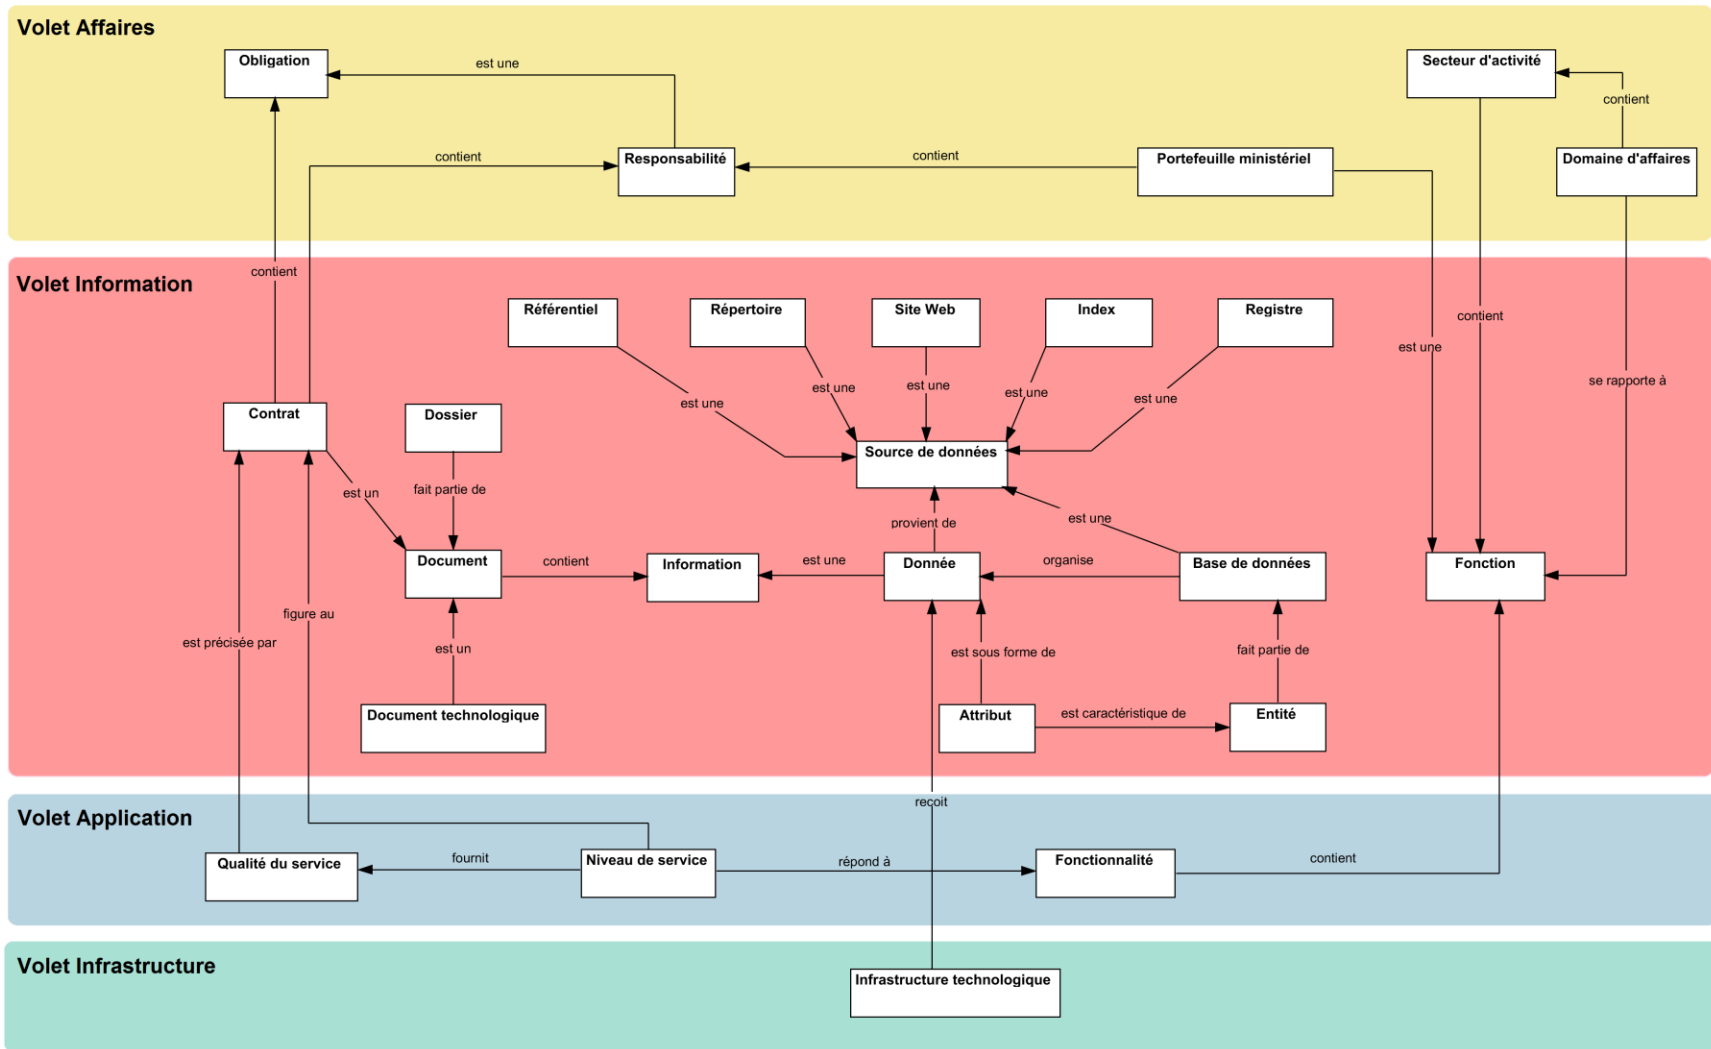 Volet Affaires
Obligation
est une
Secteur d'activité
contient
contient
Responsabilité
contient
Portefeuille ministériel
Domaine d'affaires
contient
Volet Information
Référentiel
Répertoire
Site Web
Index
Registre
contient
est une
est une
est une
est une
est une
est une
se rapporte à
Contrat
Dossier
Source de données
est un
fait partie de
provient de
est une
Document
contient
Information
est une
Donnée
organise
Base de données
Fonction
figure au
est précisée par
est un
est sous forme de
fait partie de
Document technologique
Attribut
est caractéristique de
Entité
reçoit
Volet Application
Qualité du service
fournit
Niveau de service
répond à
Fonctionnalité
contient
Volet Infrastructure
Infrastructure technologique